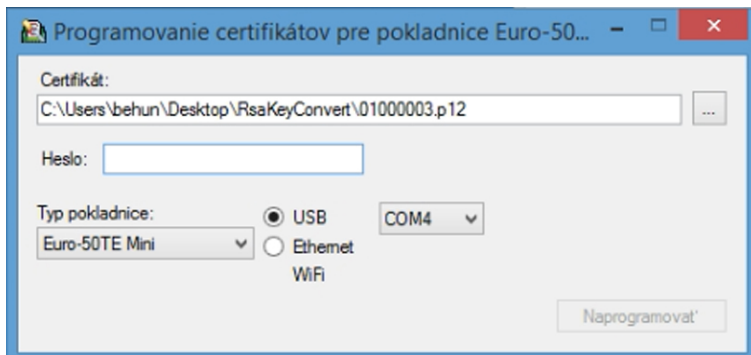 Programovanie certifikátov pre pokladnice Euro-50...
Certifikát:
C:\Users\behun\Desktop\RsaKeyConvert\01000003.p12
...
Heslo:
Typ pokladnice:
Euro-50TE Mini
USB
COM4
Ethernet
WiFi
Naprogramovať